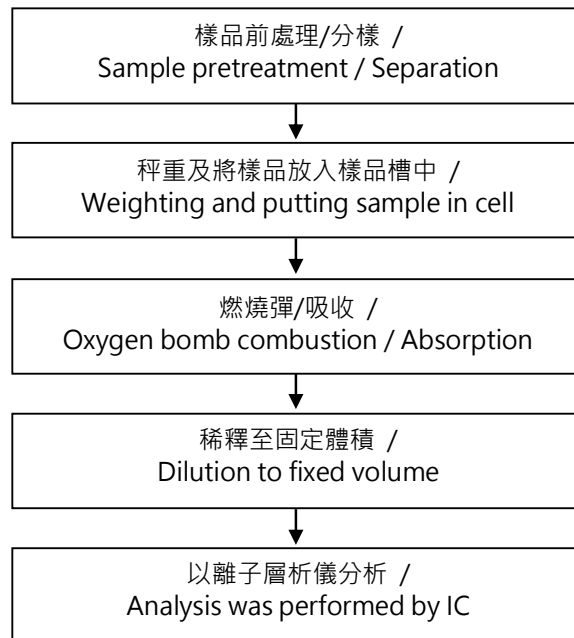 樣品前處理/分樣 /
Sample pretreatment / Separation
秤重及將樣品放入樣品槽中 /
Weighting and putting sample in cell
燃燒彈/吸收 /
Oxygen bomb combustion / Absorption
稀釋至固定體積 /
Dilution to fixed volume
以離子層析儀分析 /
Analysis was performed by IC